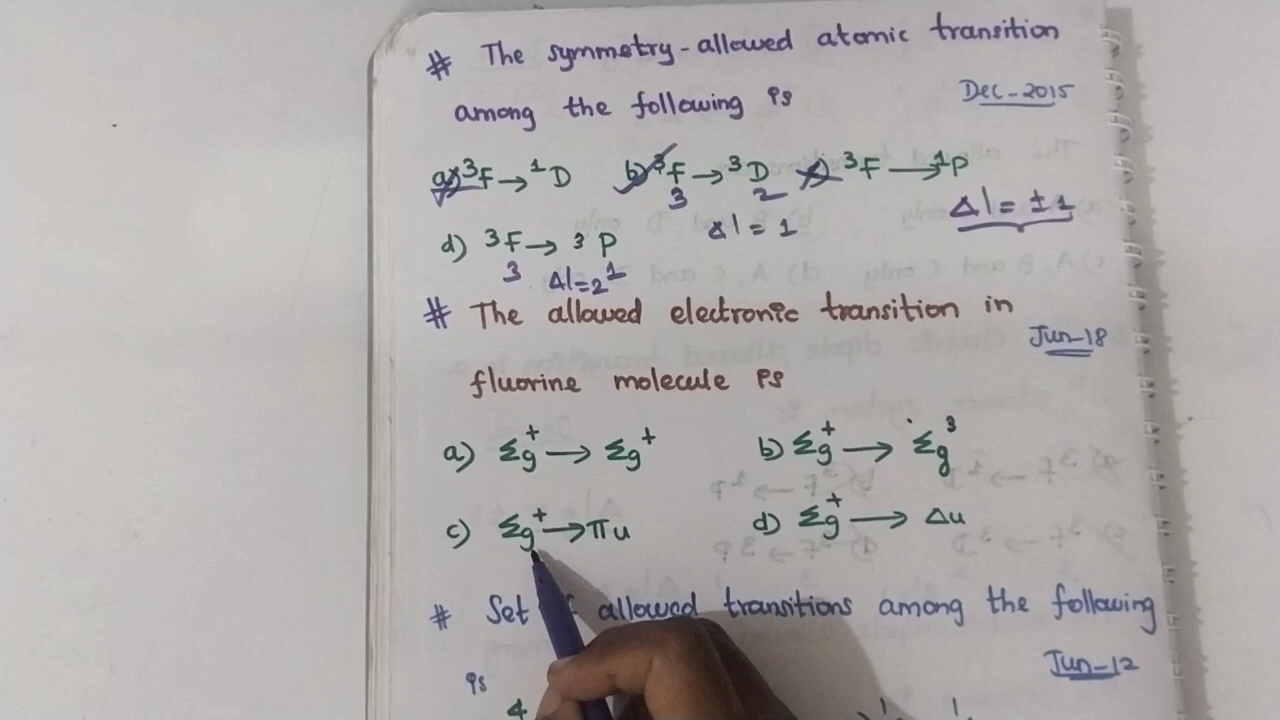 # The symmetry-allowed atomic transition
among the following is Dec-2015
a) ³F → ¹D b) ³F → ³D c) ³F → ¹P
3 2 Δl = ±1
Δl = 1
d) ³F → ³P
3 Δl=2 1
# The allowed electronic transition in
Jun-18
fluorine molecule is
a) Σg⁺ → Σg⁺ b) Σg⁺ → Σg³
c) Σg⁺ → πu d) Σg⁺ → Δu
# Set allowed transitions among the following
Jun-12
is
4